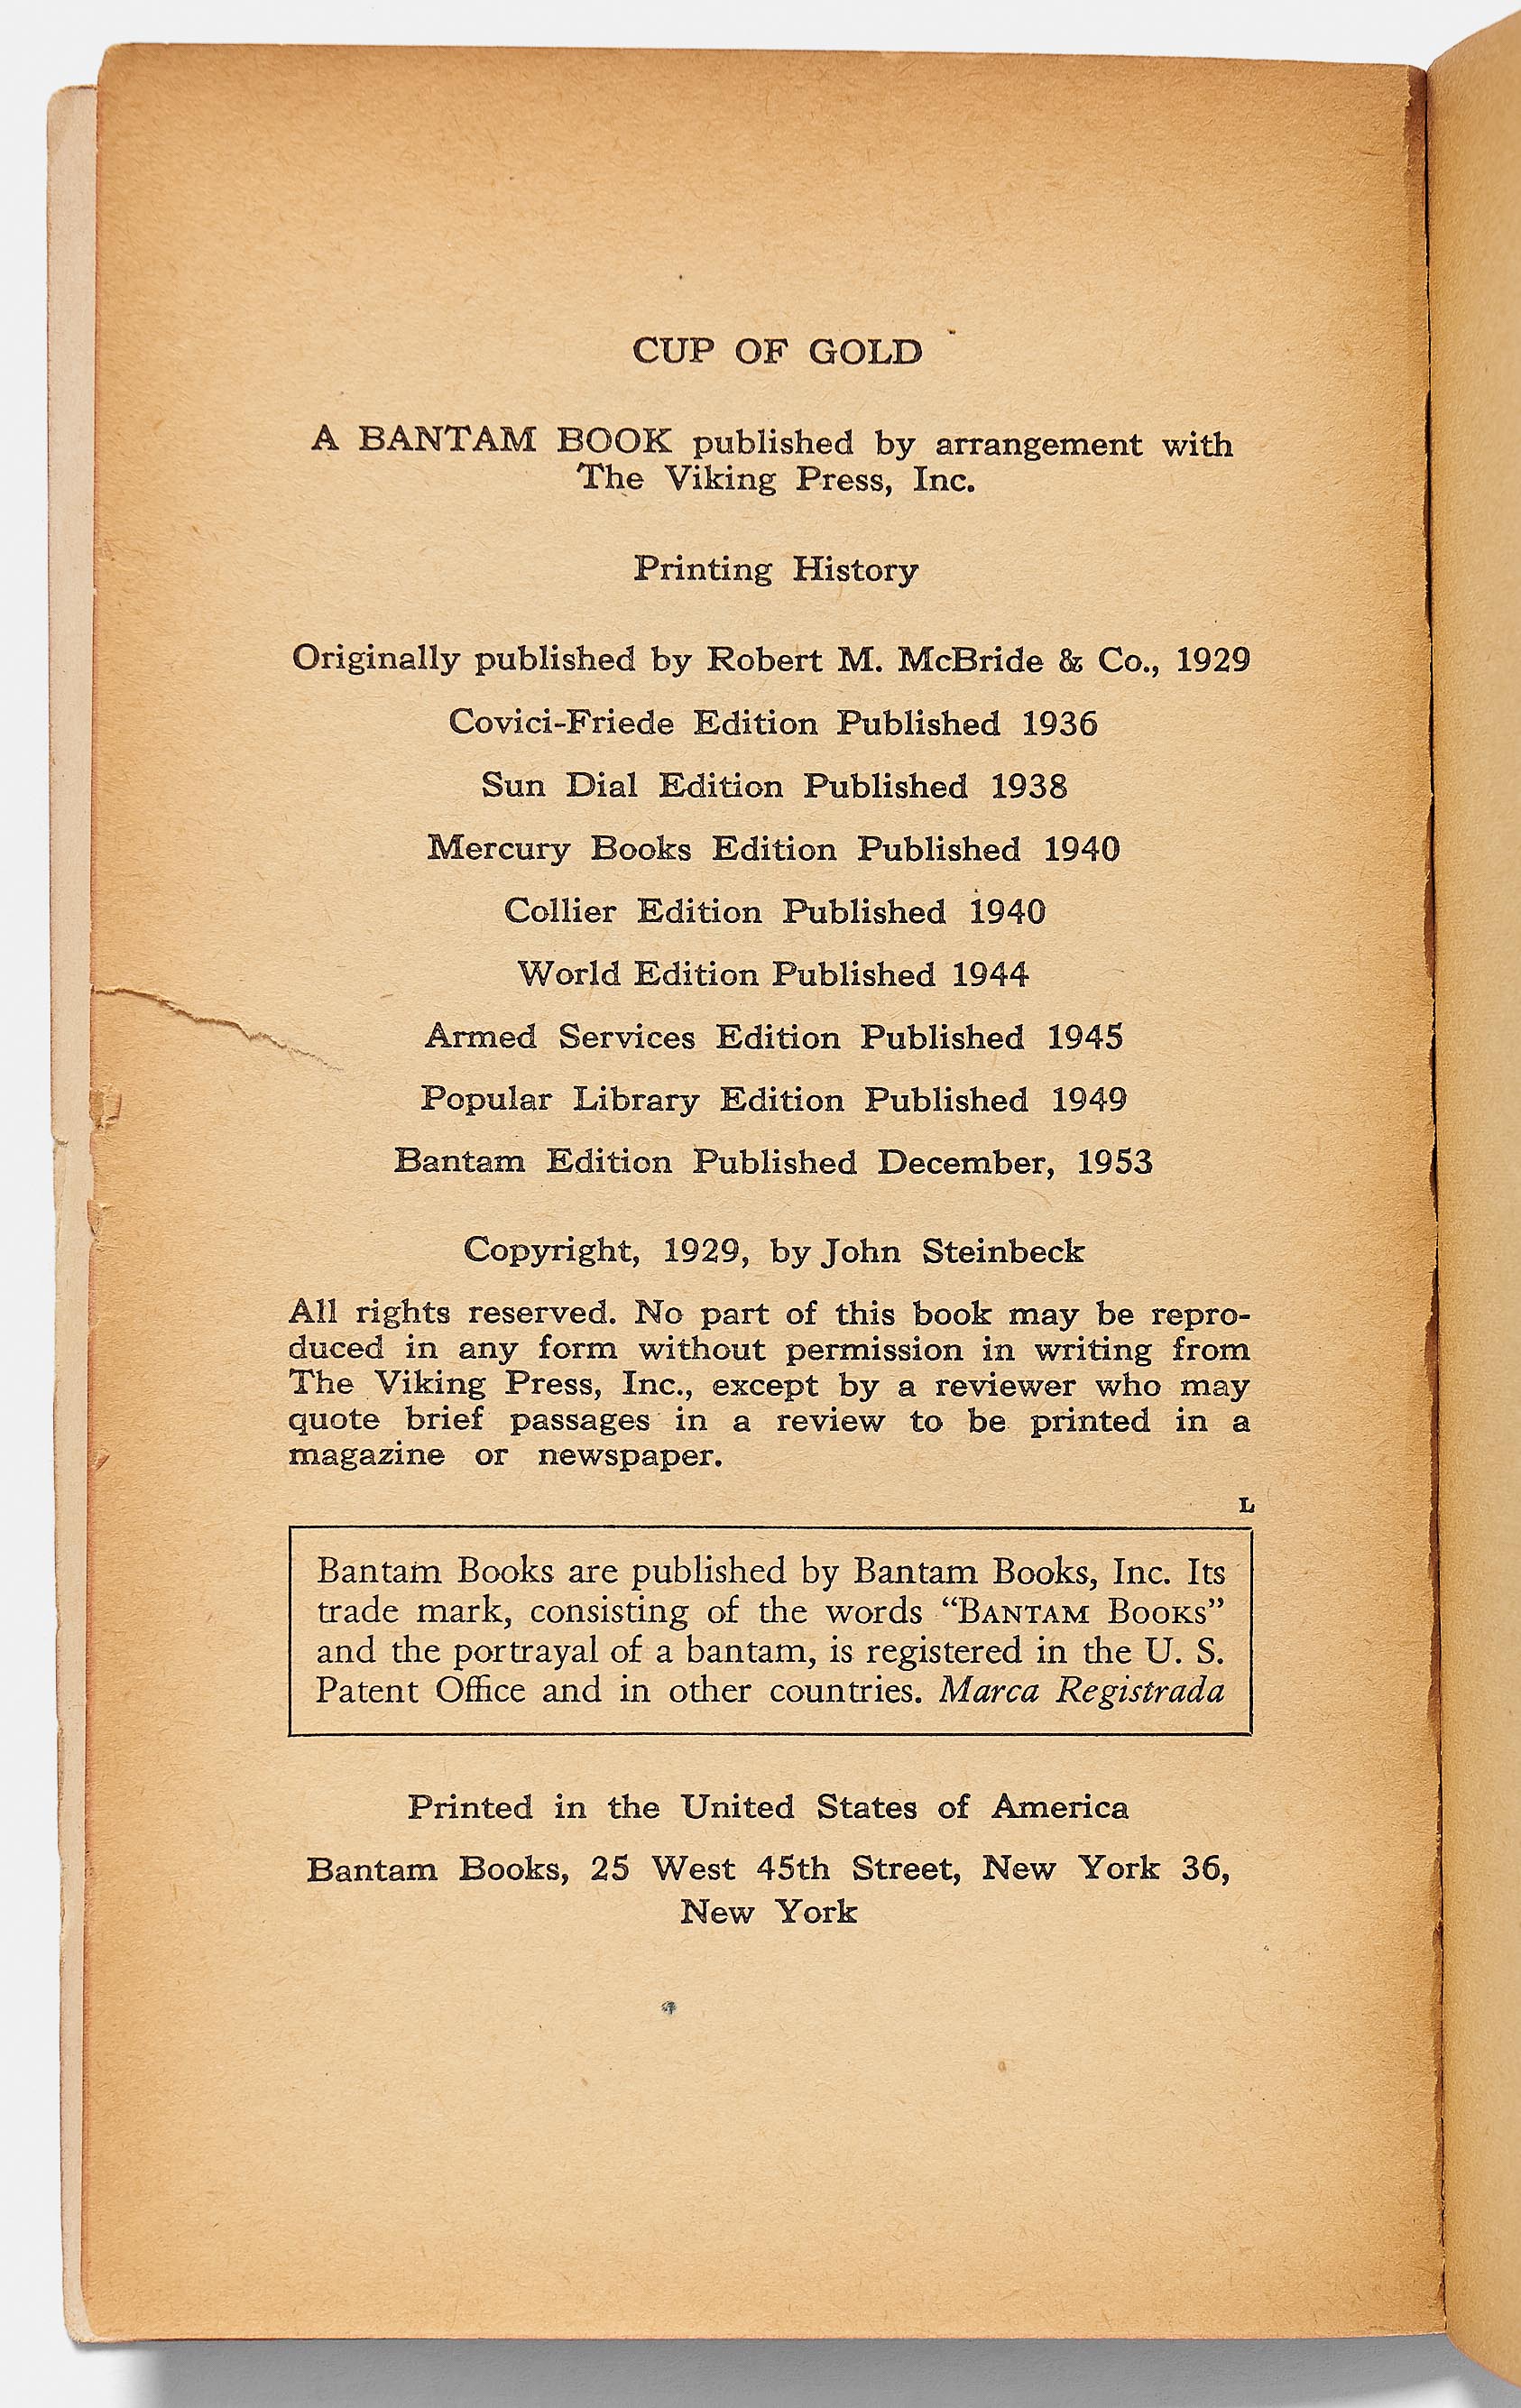 CUP OF GOLD
A BANTAM BOOK published by arrangement with
The Viking Press, Inc.
Printing History
Originally published by Robert M. McBride & Co., 1929
Covici-Friede Edition Published 1936
Sun Dial Edition Published 1938
Mercury Books Edition Published 1940
Collier Edition Published 1940
World Edition Published 1944
Armed Services Edition Published 1945
Popular Library Edition Published 1949
Bantam Edition Published December, 1953
Copyright, 1929, by John Steinbeck
All rights reserved. No part of this book may be repro-
duced in any form without permission in writing from
The Viking Press, Inc., except by a reviewer who may
quote brief passages in a review to be printed in a
magazine or newspaper.
L
Bantam Books are published by Bantam Books, Inc. Its
trade mark, consisting of the words “BANTAM BOOKS”
and the portrayal of a bantam, is registered in the U. S.
Patent Office and in other countries. Marca Registrada
Printed in the United States of America
Bantam Books, 25 West 45th Street, New York 36,
New York